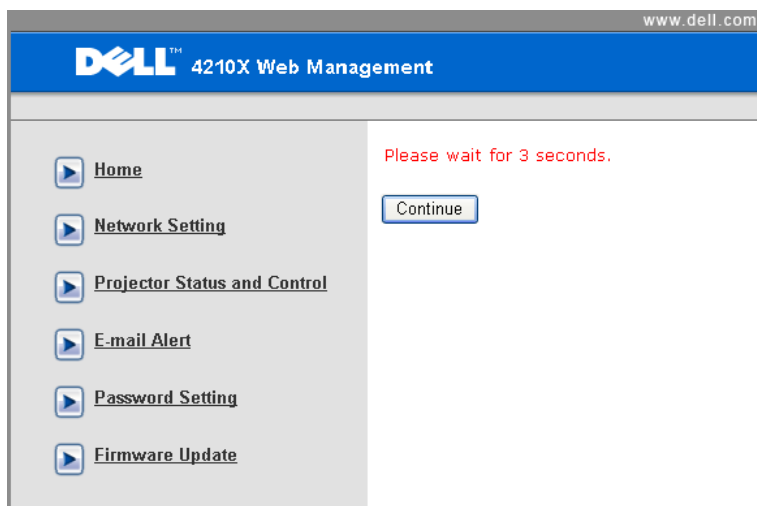 www.dell.com
DELL™ 4210X Web Management
Home
Network Setting
Projector Status and Control
E-mail Alert
Password Setting
Firmware Update
Please wait for 3 seconds.
Continue